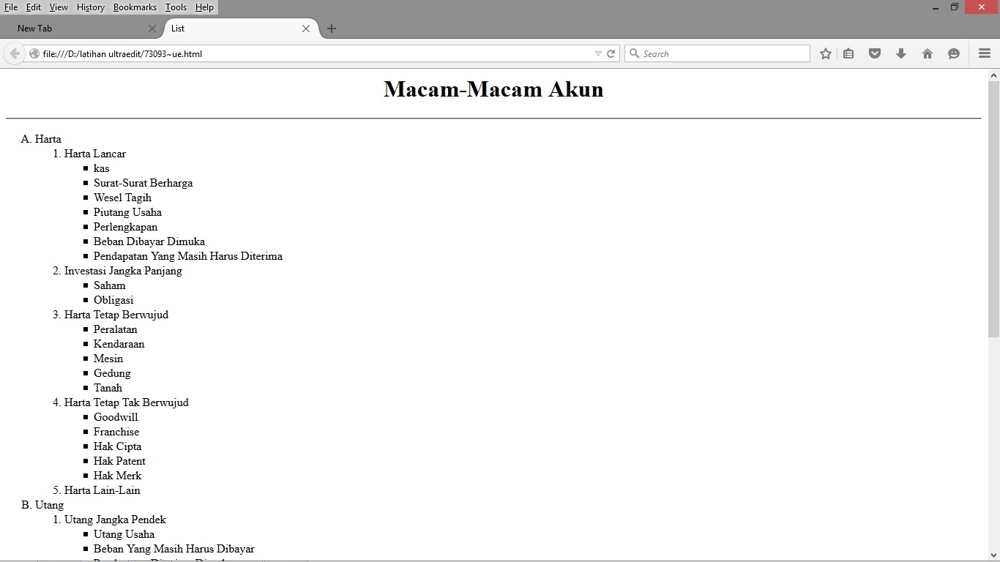 File Edit View History Bookmarks Tools Help
New Tab
List
file:///D:/latihan ultraedit/73093~ue.html
Search
Macam-Macam Akun
A. Harta
1. Harta Lancar
kas
Surat-Surat Berharga
Wesel Tagih
Piutang Usaha
Perlengkapan
Beban Dibayar Dimuka
Pendapatan Yang Masih Harus Diterima
2. Investasi Jangka Panjang
Saham
Obligasi
3. Harta Tetap Berwujud
Peralatan
Kendaraan
Mesin
Gedung
Tanah
4. Harta Tetap Tak Berwujud
Goodwill
Franchise
Hak Cipta
Hak Patent
Hak Merk
5. Harta Lain-Lain
B. Utang
1. Utang Jangka Pendek
Utang Usaha
Beban Yang Masih Harus Dibayar